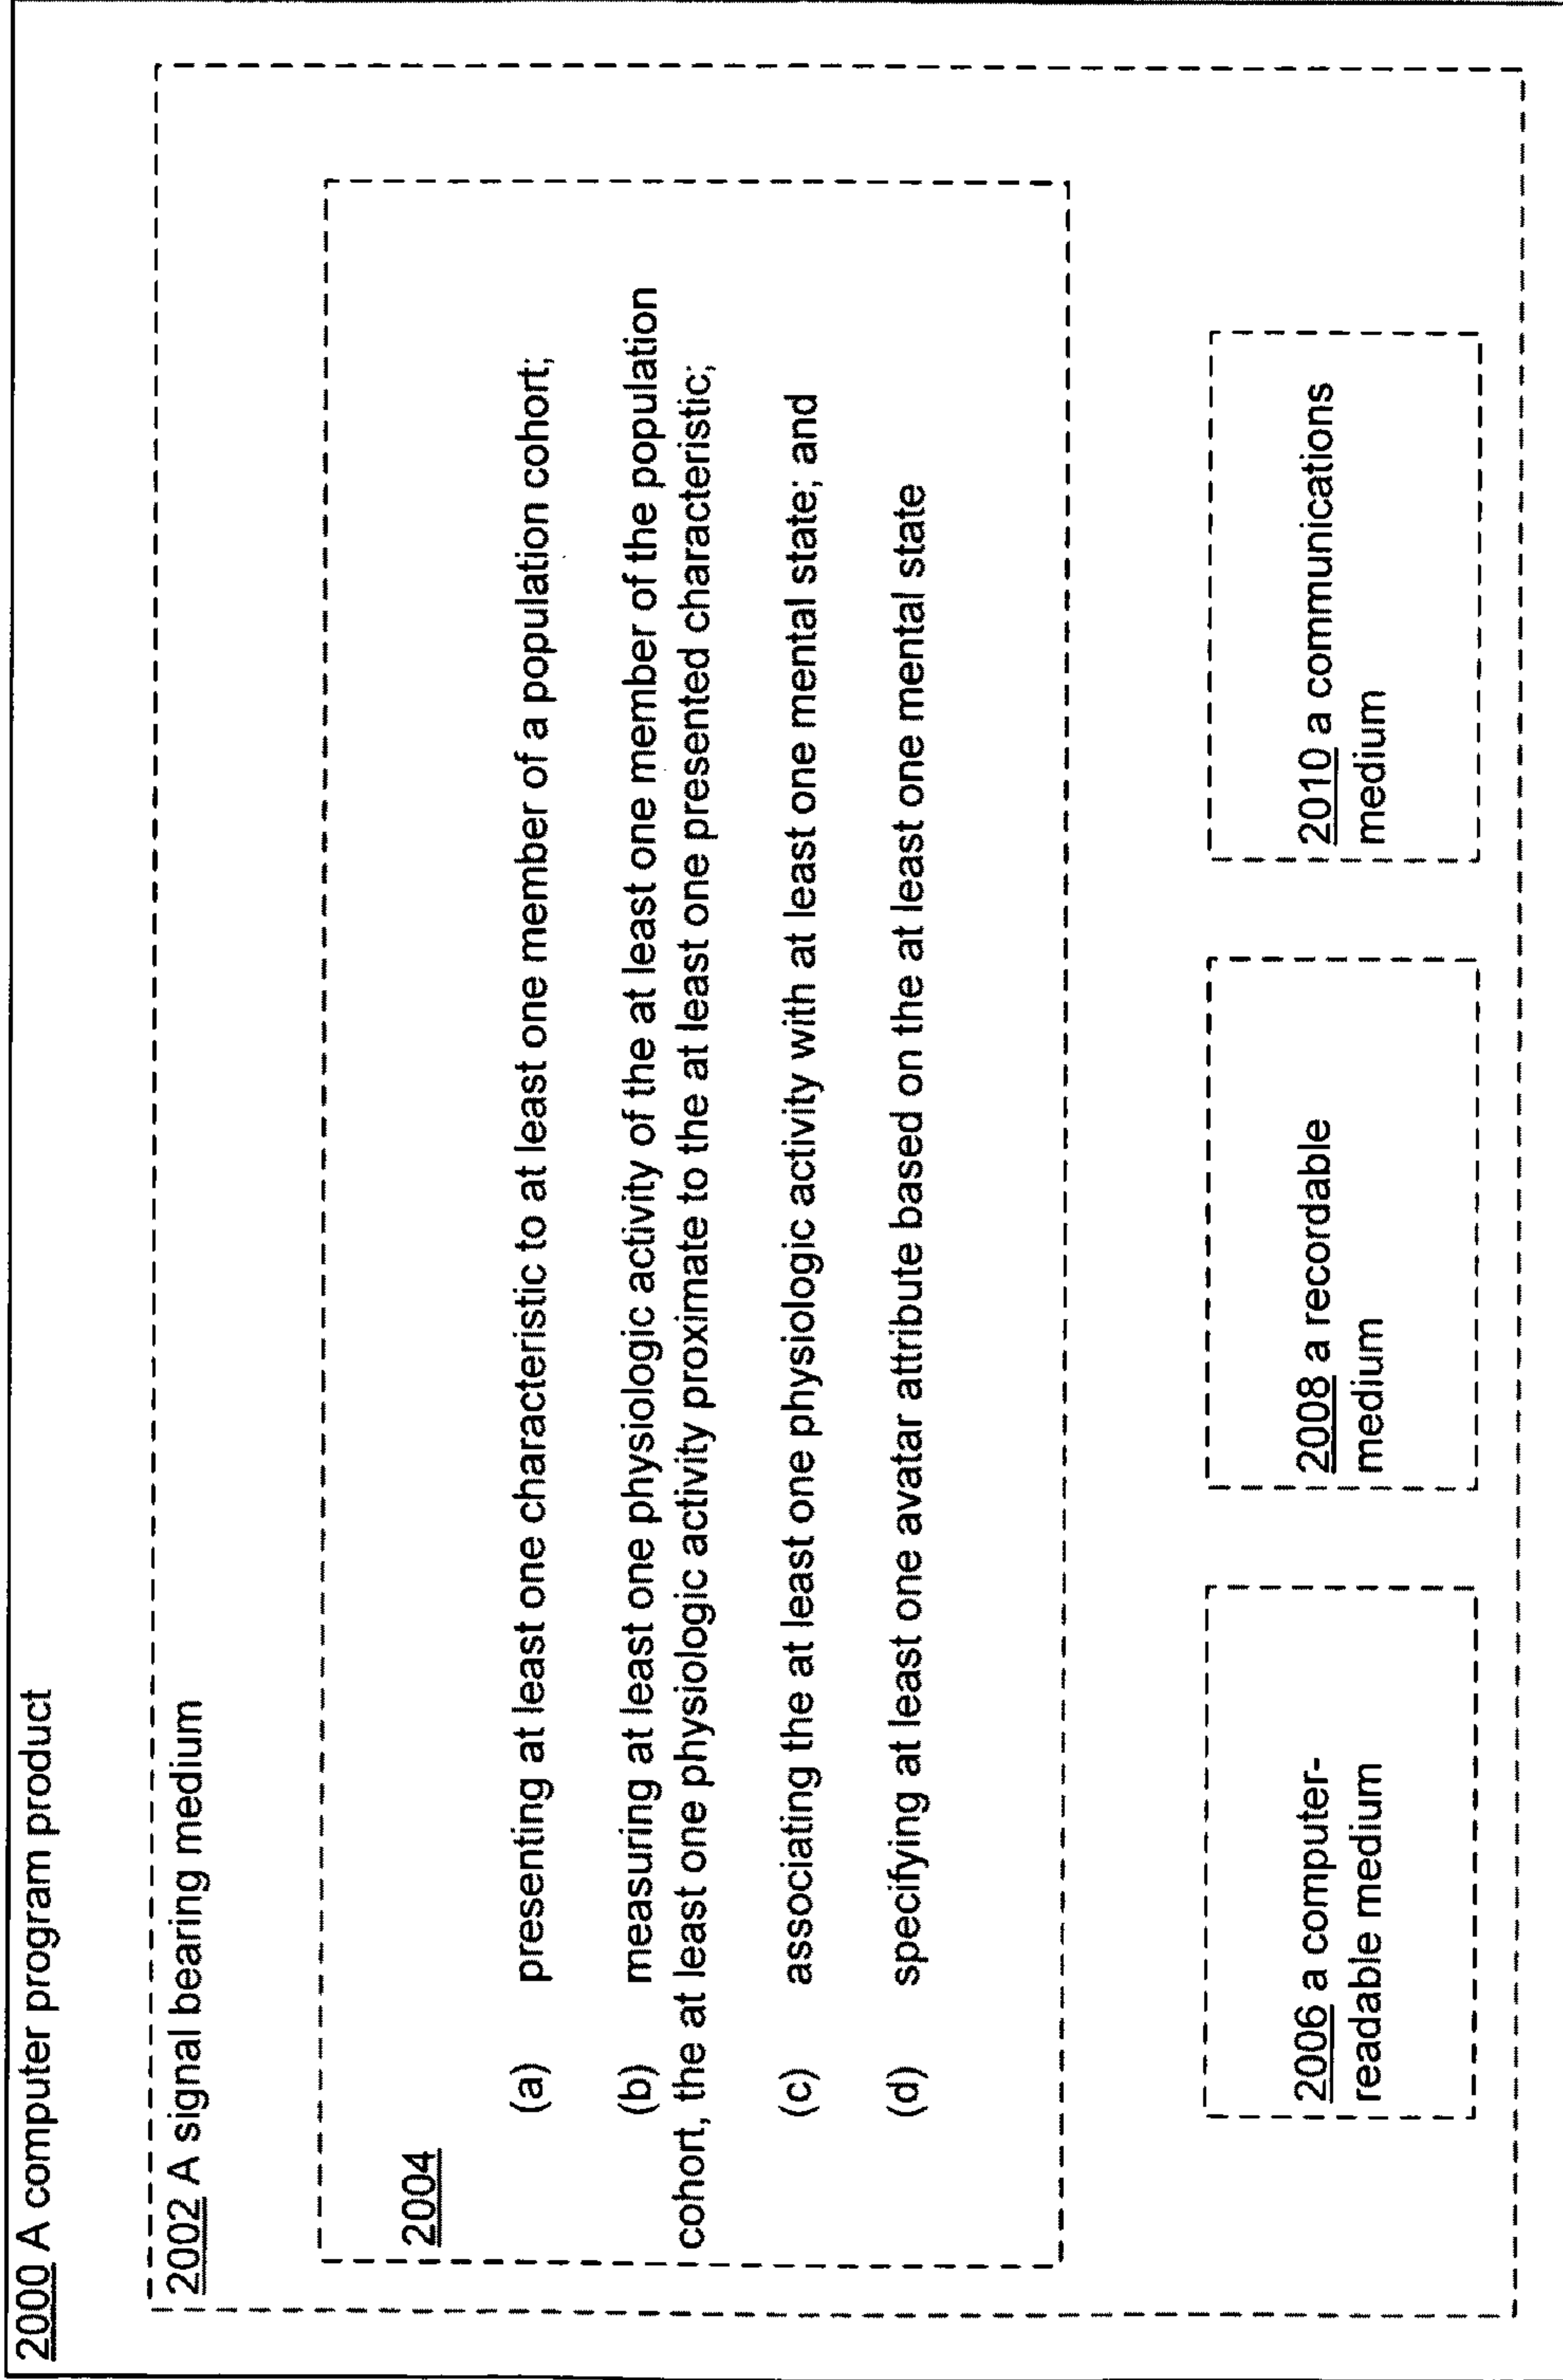 2000 A computer program product
2002 A signal bearing medium
2004
(a) presenting at least one characteristic to at least one member of a population cohort;
(b) measuring at least one physiologic activity of the at least one member of the population
cohort, the at least one physiologic activity proximate to the at least one presented characteristic;
(c) associating the at least one physiologic activity with at least one mental state; and
(d) specifying at least one avatar attribute based on the at least one mental state
2006 a computer-
readable medium
2008 a recordable
medium
2010 a communications
medium